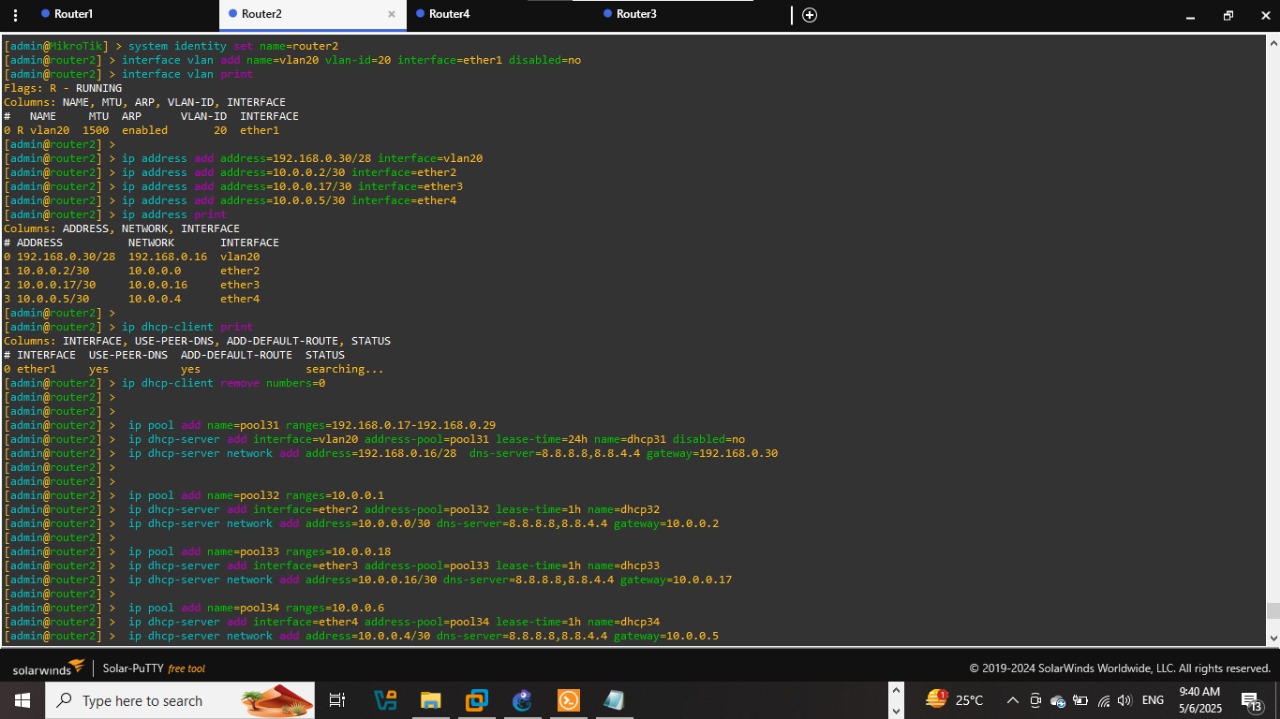 Router1
Router2
Router4
Router3
[admin@MikroTik] > system identity set name=router2
[admin@router2] > interface vlan add name=vlan20 vlan-id=20 interface=ether1 disabled=no
[admin@router2] > interface vlan print
Flags: R - RUNNING
Columns: NAME, MTU, ARP, VLAN-ID, INTERFACE
#   NAME     MTU  ARP      VLAN-ID  INTERFACE
0 R vlan20  1500  enabled       20  ether1
[admin@router2] >
[admin@router2] > ip address add address=192.168.0.30/28 interface=vlan20
[admin@router2] > ip address add address=10.0.0.2/30 interface=ether2
[admin@router2] > ip address add address=10.0.0.17/30 interface=ether3
[admin@router2] > ip address add address=10.0.0.5/30 interface=ether4
[admin@router2] > ip address print
Columns: ADDRESS, NETWORK, INTERFACE
# ADDRESS          NETWORK       INTERFACE
0 192.168.0.30/28  192.168.0.16  vlan20
1 10.0.0.2/30      10.0.0.0      ether2
2 10.0.0.17/30     10.0.0.16     ether3
3 10.0.0.5/30      10.0.0.4      ether4
[admin@router2] >
[admin@router2] > ip dhcp-client print
Columns: INTERFACE, USE-PEER-DNS, ADD-DEFAULT-ROUTE, STATUS
# INTERFACE  USE-PEER-DNS  ADD-DEFAULT-ROUTE  STATUS
0 ether1     yes           yes                searching...
[admin@router2] > ip dhcp-client remove numbers=0
[admin@router2] >
[admin@router2] >
[admin@router2] >  ip pool add name=pool31 ranges=192.168.0.17-192.168.0.29
[admin@router2] >  ip dhcp-server add interface=vlan20 address-pool=pool31 lease-time=24h name=dhcp31 disabled=no
[admin@router2] >  ip dhcp-server network add address=192.168.0.16/28  dns-server=8.8.8.8,8.8.4.4 gateway=192.168.0.30
[admin@router2] >
[admin@router2] >
[admin@router2] >  ip pool add name=pool32 ranges=10.0.0.1
[admin@router2] >  ip dhcp-server add interface=ether2 address-pool=pool32 lease-time=1h name=dhcp32
[admin@router2] >  ip dhcp-server network add address=10.0.0.0/30 dns-server=8.8.8.8,8.8.4.4 gateway=10.0.0.2
[admin@router2] >
[admin@router2] >  ip pool add name=pool33 ranges=10.0.0.18
[admin@router2] >  ip dhcp-server add interface=ether3 address-pool=pool33 lease-time=1h name=dhcp33
[admin@router2] >  ip dhcp-server network add address=10.0.0.16/30 dns-server=8.8.8.8,8.8.4.4 gateway=10.0.0.17
[admin@router2] >
[admin@router2] >  ip pool add name=pool34 ranges=10.0.0.6
[admin@router2] >  ip dhcp-server add interface=ether4 address-pool=pool34 lease-time=1h name=dhcp34
[admin@router2] >  ip dhcp-server network add address=10.0.0.4/30 dns-server=8.8.8.8,8.8.4.4 gateway=10.0.0.5
solarwinds Solar-PuTTY free tool
© 2019-2024 SolarWinds Worldwide, LLC. All rights reserved.
Type here to search
1
25°C
ENG
9:40 AM
5/6/2025
13